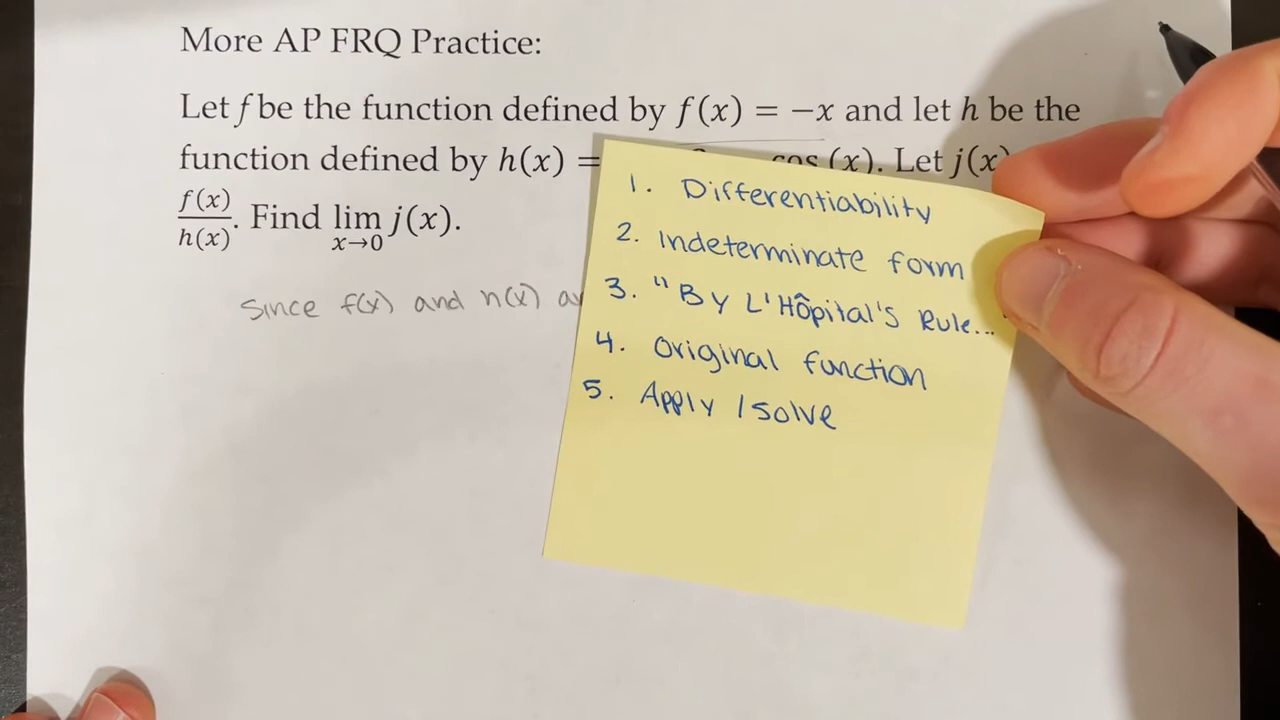 More AP FRQ Practice:
Let f be the function defined by f(x) = −x and let h be the
function defined by h(x) = cos (x). Let j(x)
f(x)/h(x). Find lim x→0 j(x).
Since f(x) and h(x)
1. Differentiability
2. Indeterminate form
3. "By L'Hôpital's Rule..."
4. Original function
5. Apply / solve